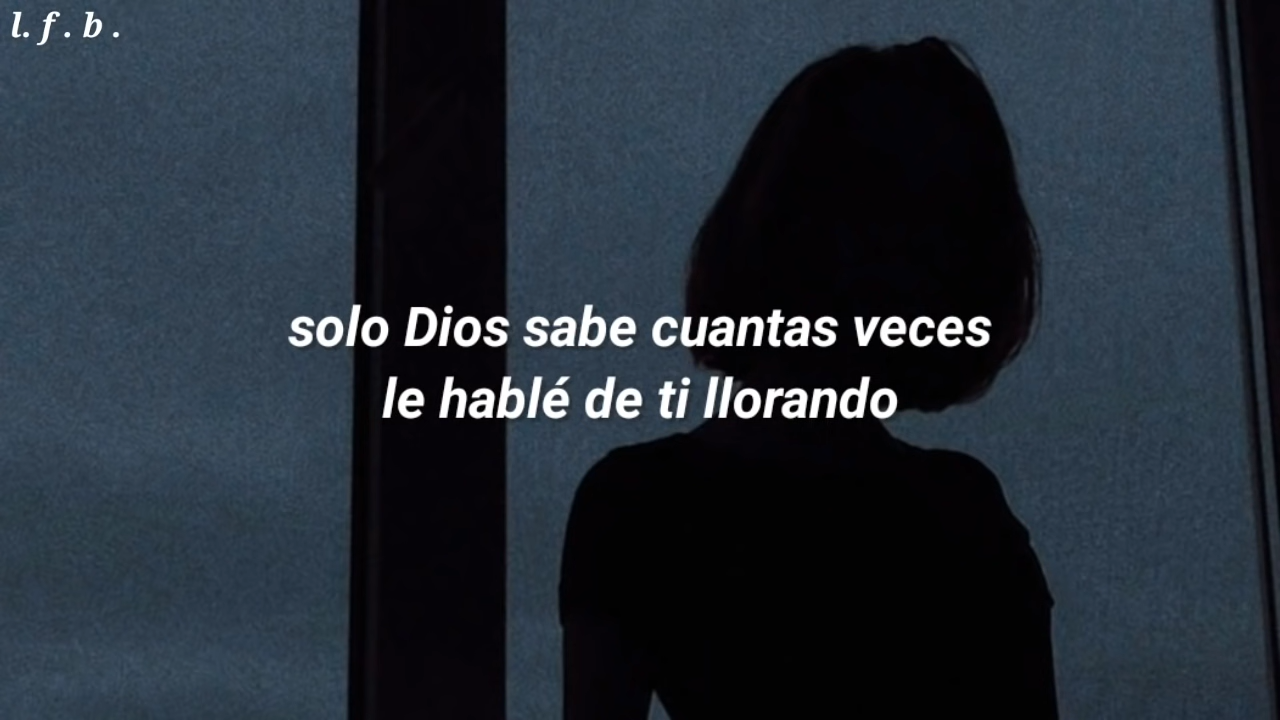 l. f. b.
solo Dios sabe cuantas veces
le hablé de ti llorando